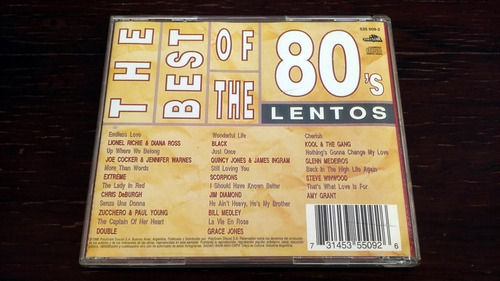 THE
BEST
OF
THE
80's
LENTOS
535 509-2
Endless Love
LIONEL RICHIE & DIANA ROSS
Up Where We Belong
JOE COCKER & JENNIFER WARNES
More Than Words
EXTREME
The Lady in Red
CHRIS DeBURGH
Senza Una Donna
ZUCCHERO & PAUL YOUNG
The Captain Of Her Heart
DOUBLE
Wonderful Life
BLACK
Just Once
QUINCY JONES & JAMES INGRAM
Still Loving You
SCORPIONS
I Should Have Known Better
JIM DIAMOND
He Ain't Heavy, He's My Brother
BILL MEDLEY
La Vie En Rose
GRACE JONES
Cherish
KOOL & THE GANG
Nothing's Gonna Change My Love
GLENN MEDEIROS
Back In The High Life Again
STEVE WINWOOD
That's What Love Is For
AMY GRANT
7 31453 55092 6